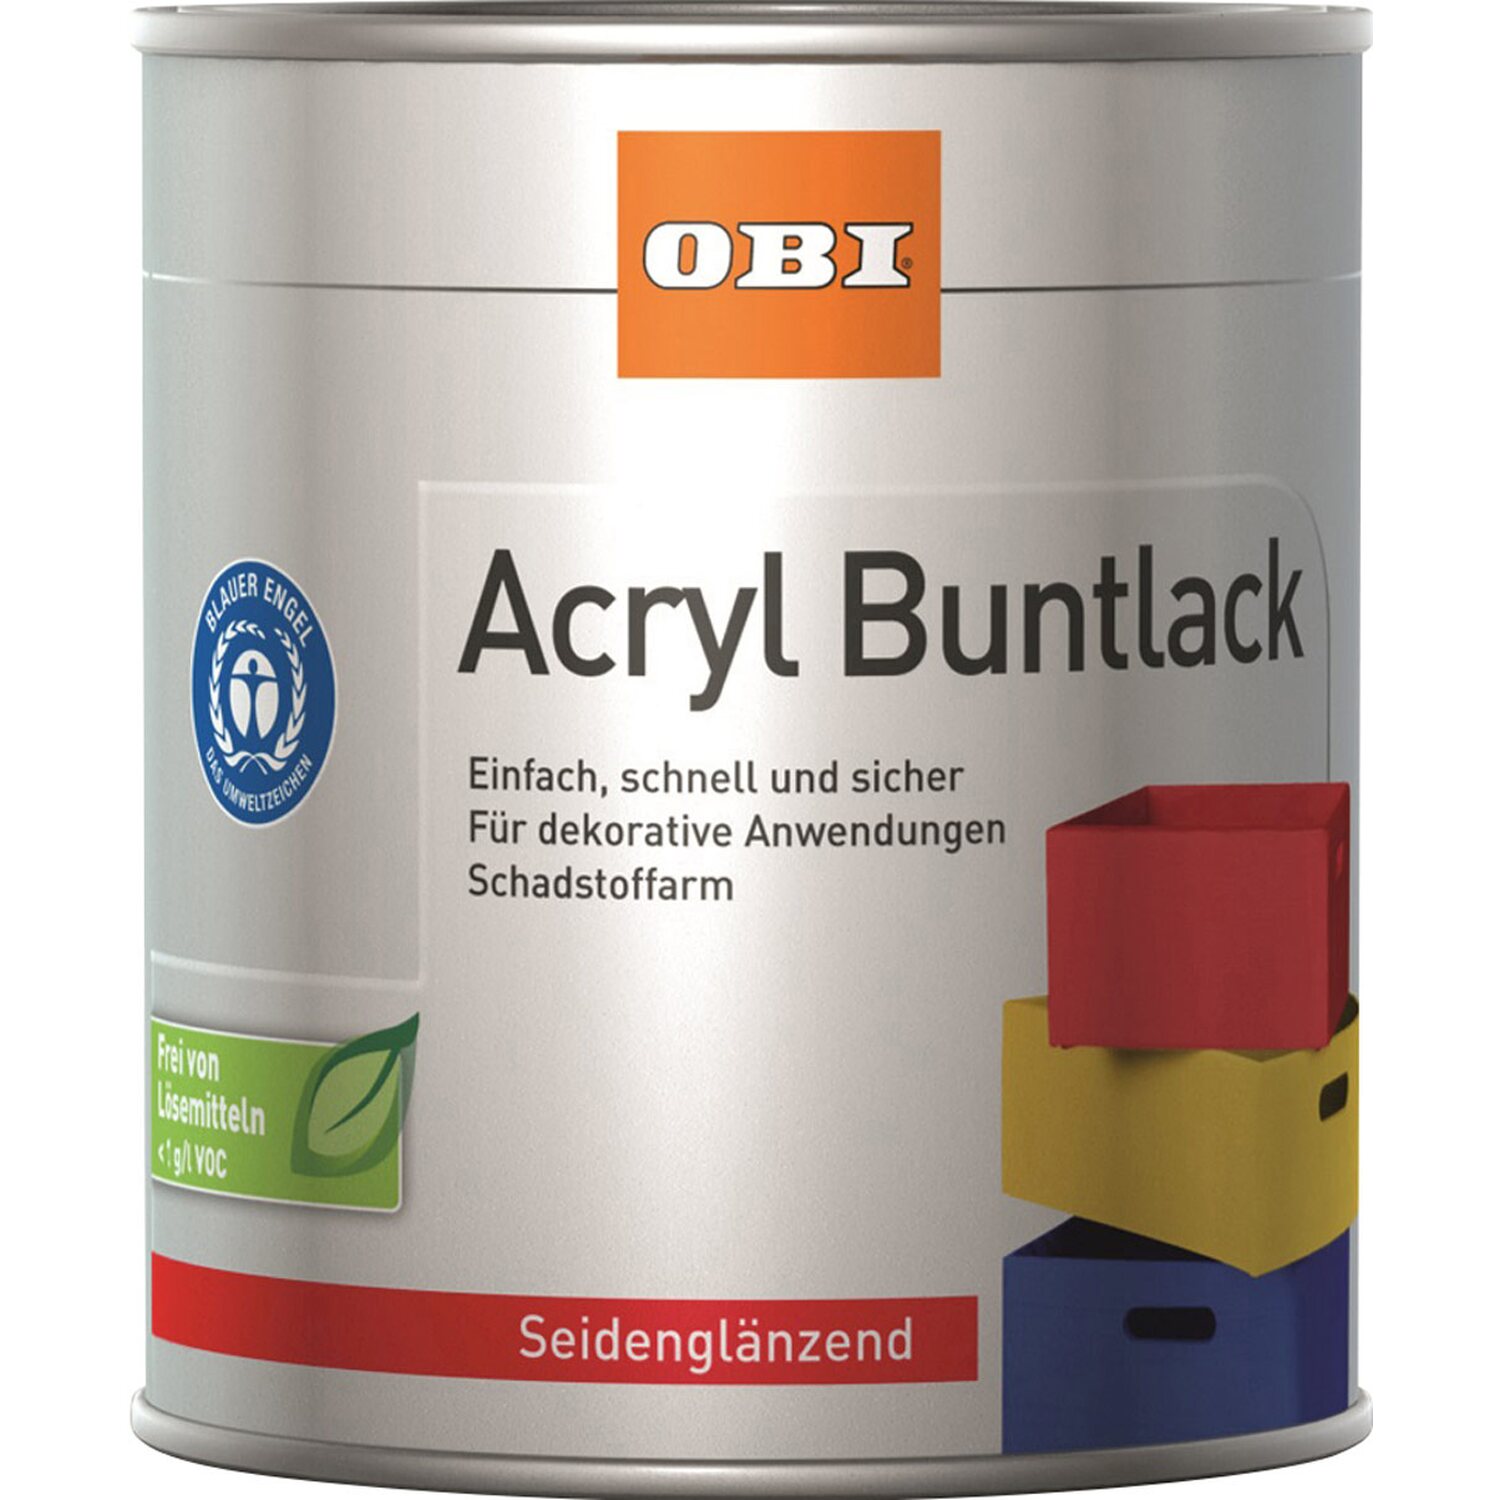 OBI®
Acryl Buntlack
BLAUER ENGEL
DAS UMWELTZEICHEN
Einfach, schnell und sicher
Für dekorative Anwendungen
Schadstoffarm
Frei von
Lösemitteln
< 1 g/l VOC
Seidenglänzend